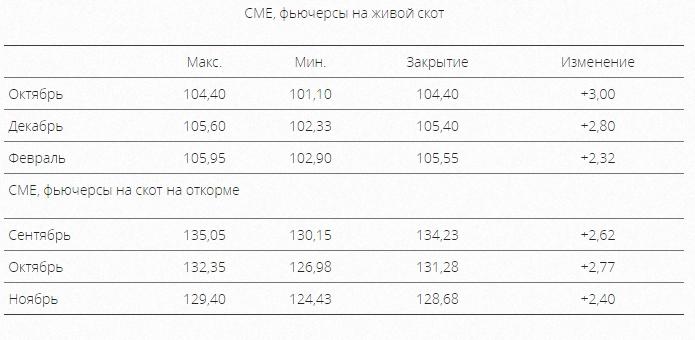 CME, фьючерсы на живой скот
Макс. Мин. Закрытие Изменение
Октябрь 104,40 101,10 104,40 +3,00
Декабрь 105,60 102,33 105,40 +2,80
Февраль 105,95 102,90 105,55 +2,32
CME, фьючерсы на скот на откорме
Сентябрь 135,05 130,15 134,23 +2,62
Октябрь 132,35 126,98 131,28 +2,77
Ноябрь 129,40 124,43 128,68 +2,40